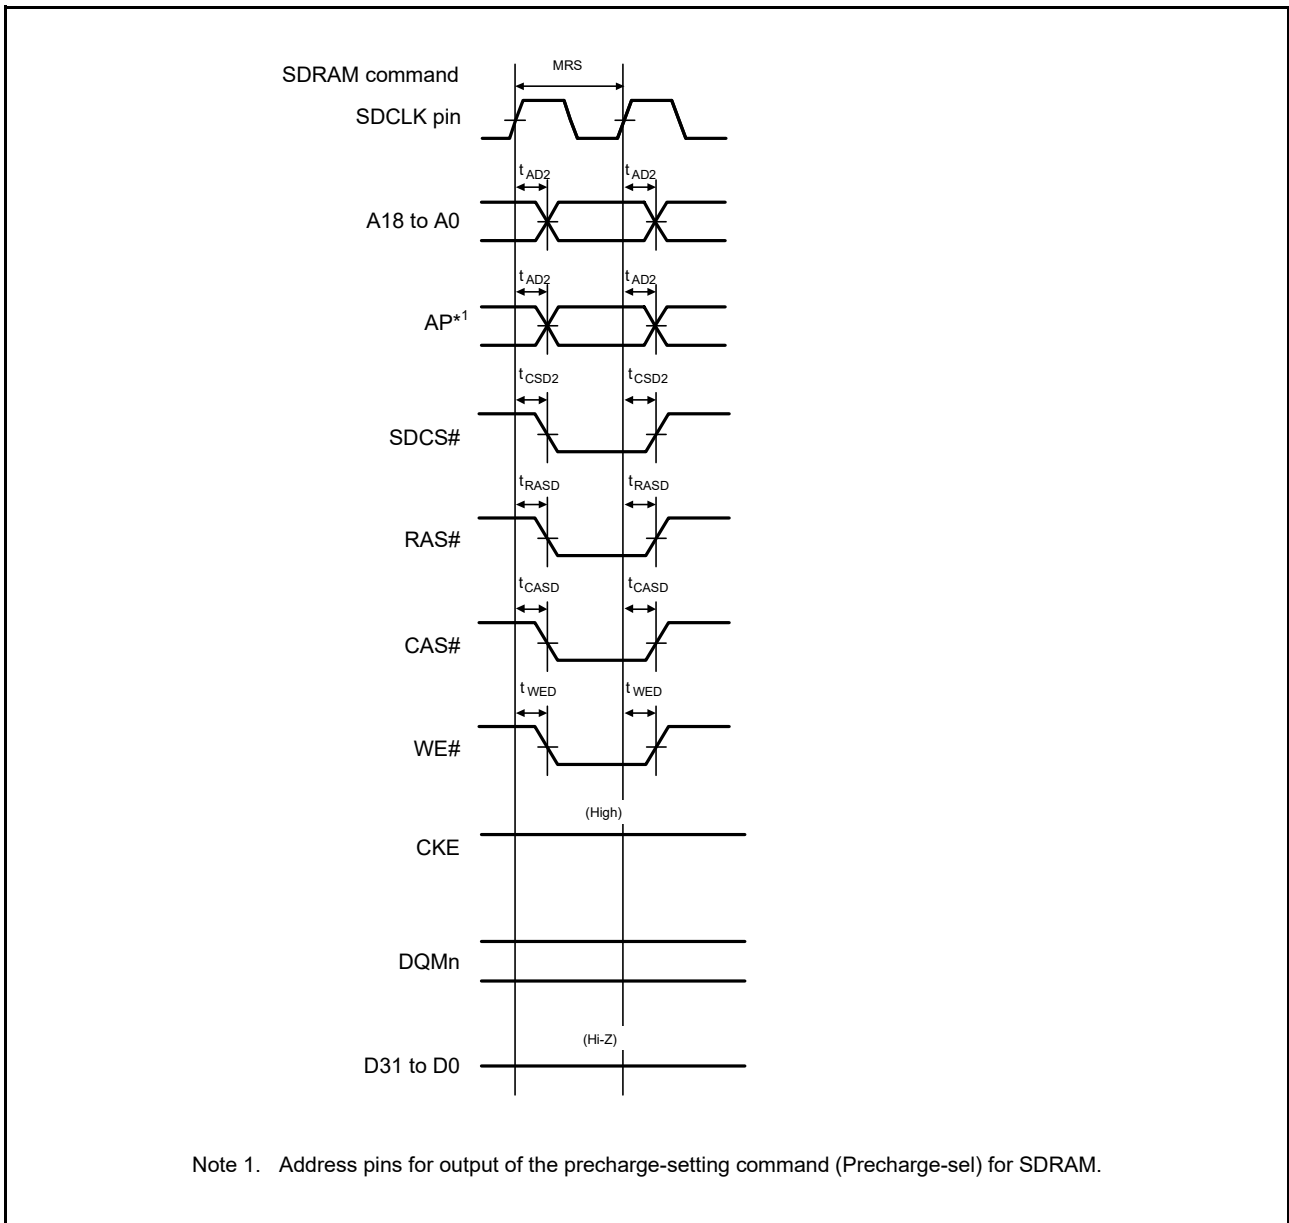 MRS
SDRAM command
SDCLK pin
tAD2 tAD2
A18 to A0
tAD2 tAD2
AP*1
tCSD2 tCSD2
SDCS#
tRASD tRASD
RAS#
tCASD tCASD
CAS#
tWED tWED
WE#
(High)
CKE
DQMn
(Hi-Z)
D31 to D0
Note 1. Address pins for output of the precharge-setting command (Precharge-sel) for SDRAM.